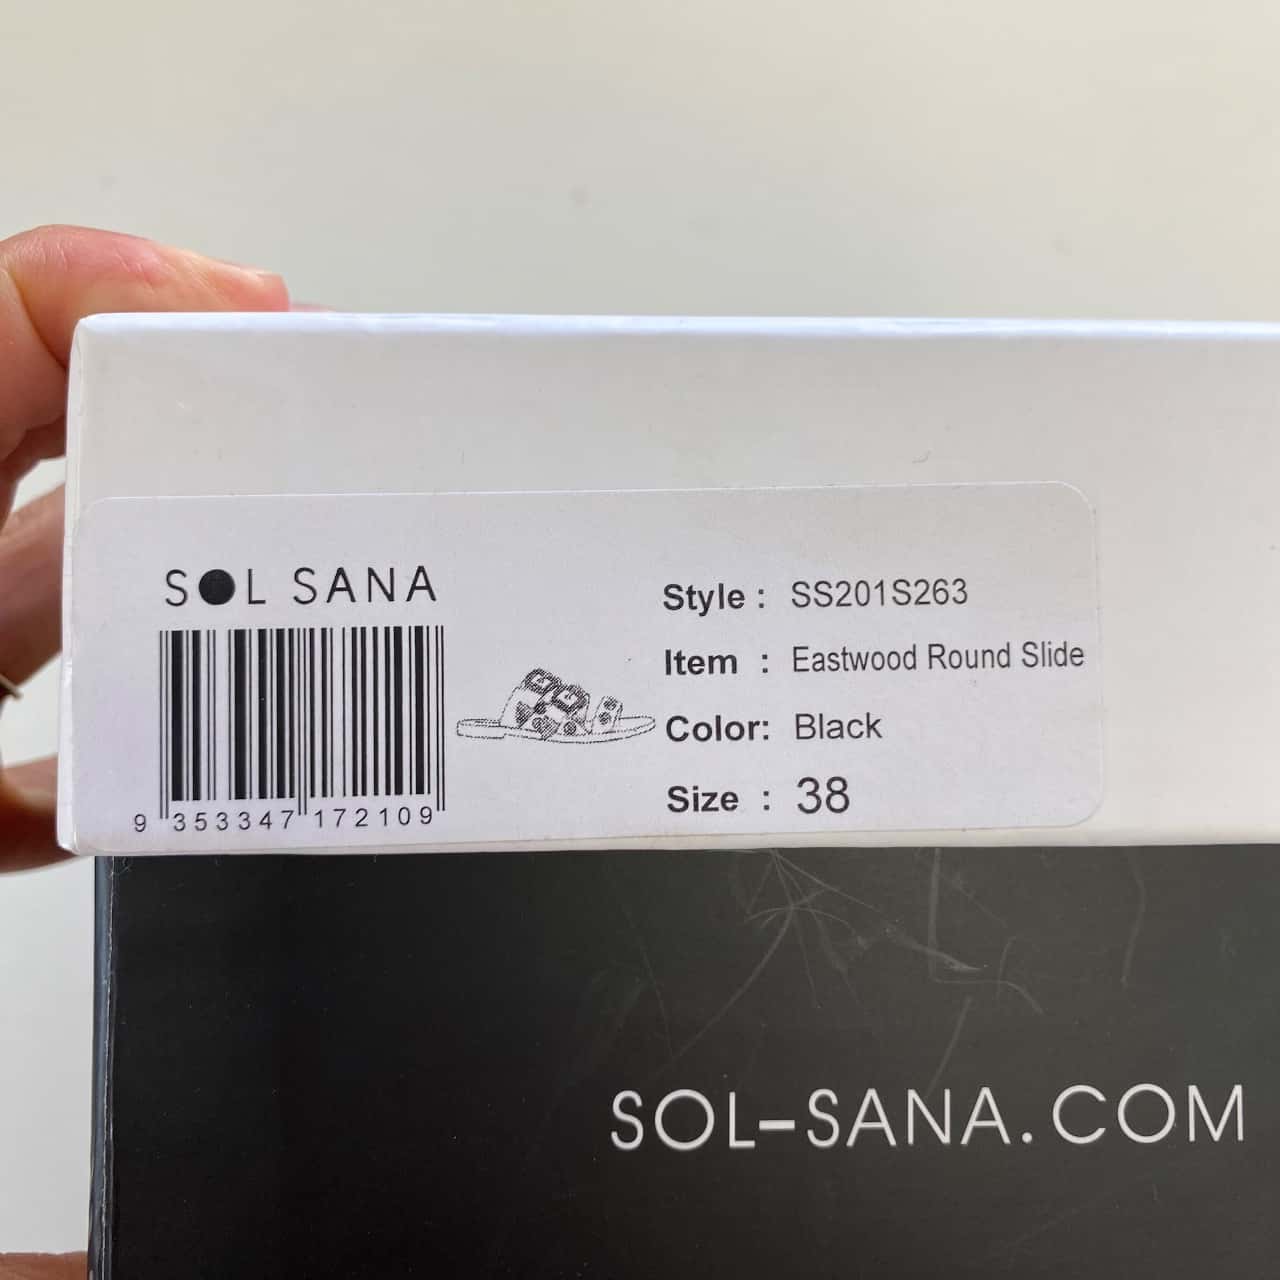 SOL SANA
9 353347 172109
Style : SS201S263
Item : Eastwood Round Slide
Color: Black
Size : 38
SOL-SANA.COM